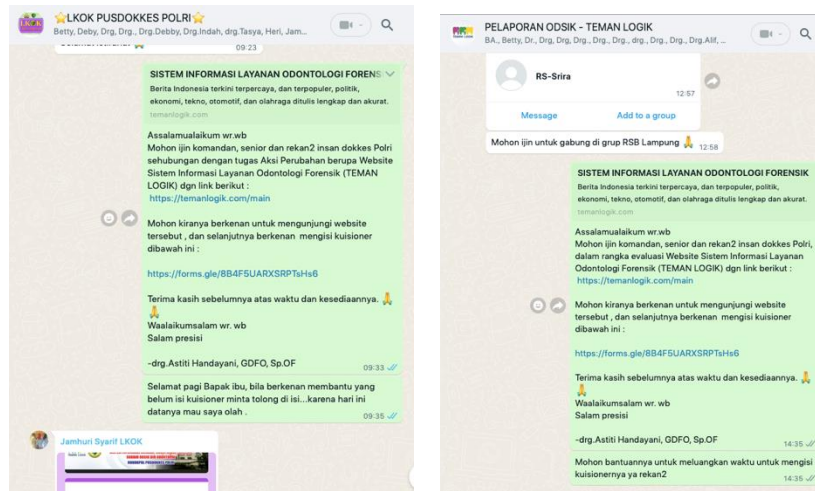 ⭐LKOK PUSDOKKES POLRI⭐
Betty, Deby, Drg, Drg., Drg.Debby, Drg.Indah, drg.Tasya, Heri, Jam...
09:23
SISTEM INFORMASI LAYANAN ODONTOLOGI FORENS
Berita Indonesia terkini terpercaya, dan terpopuler, politik,
ekonomi, tekno, otomotif, dan olahraga ditulis lengkap dan akurat.
temanlogik.com
Assalamualaikum wr.wb
Mohon ijin komandan, senior dan rekan2 insan dokkes Polri
sehubungan dengan tugas Aksi Perubahan berupa Website
Sistem Informasi Layanan Odontologi Forensik (TEMAN
LOGIK) dgn link berikut :
https://temanlogik.com/main
Mohon kiranya berkenan untuk mengunjungi website
tersebut , dan selanjutnya berkenan mengisi kuisioner
dibawah ini :
https://forms.gle/8B4F5UARXSRPTsHs6
Terima kasih sebelumnya atas waktu dan kesediaannya. 🙏
🙏
Waalaikumsalam wr. wb
Salam presisi
-drg.Astiti Handayani, GDFO, Sp.OF
09:33
Selamat pagi Bapak ibu, bila berkenan membantu yang
belum isi kuisioner minta tolong di isi...karena hari ini
datanya mau saya olah .
09:35
Jamhuri Syarif LKOK
PELAPORAN ODSIK - TEMAN LOGIK
BA., Betty, Dr., Drg, Drg, Drg., Drg., Drg., drg., Drg., Drg., Drg.Alif, ...
RS-Srira
12:57
Message Add to a group
Mohon ijin untuk gabung di grup RSB Lampung 🙏 12:58
SISTEM INFORMASI LAYANAN ODONTOLOGI FORENSIK
Berita Indonesia terkini terpercaya, dan terpopuler, politik,
ekonomi, tekno, otomotif, dan olahraga ditulis lengkap dan akurat.
temanlogik.com
Assalamualaikum wr.wb
Mohon ijin komandan, senior dan rekan2 insan dokkes Polri,
dalam rangka evaluasi Website Sistem Informasi Layanan
Odontologi Forensik (TEMAN LOGIK) dgn link berikut :
https://temanlogik.com/main
Mohon kiranya berkenan untuk mengunjungi website
tersebut , dan selanjutnya berkenan mengisi kuisioner
dibawah ini :
https://forms.gle/8B4F5UARXSRPTsHs6
Terima kasih sebelumnya atas waktu dan kesediaannya. 🙏
🙏
Waalaikumsalam wr. wb
Salam presisi
-drg.Astiti Handayani, GDFO, Sp.OF
14:35
Mohon bantuannya untuk meluangkan waktu untuk mengisi
kuisionernya ya rekan2
14:35